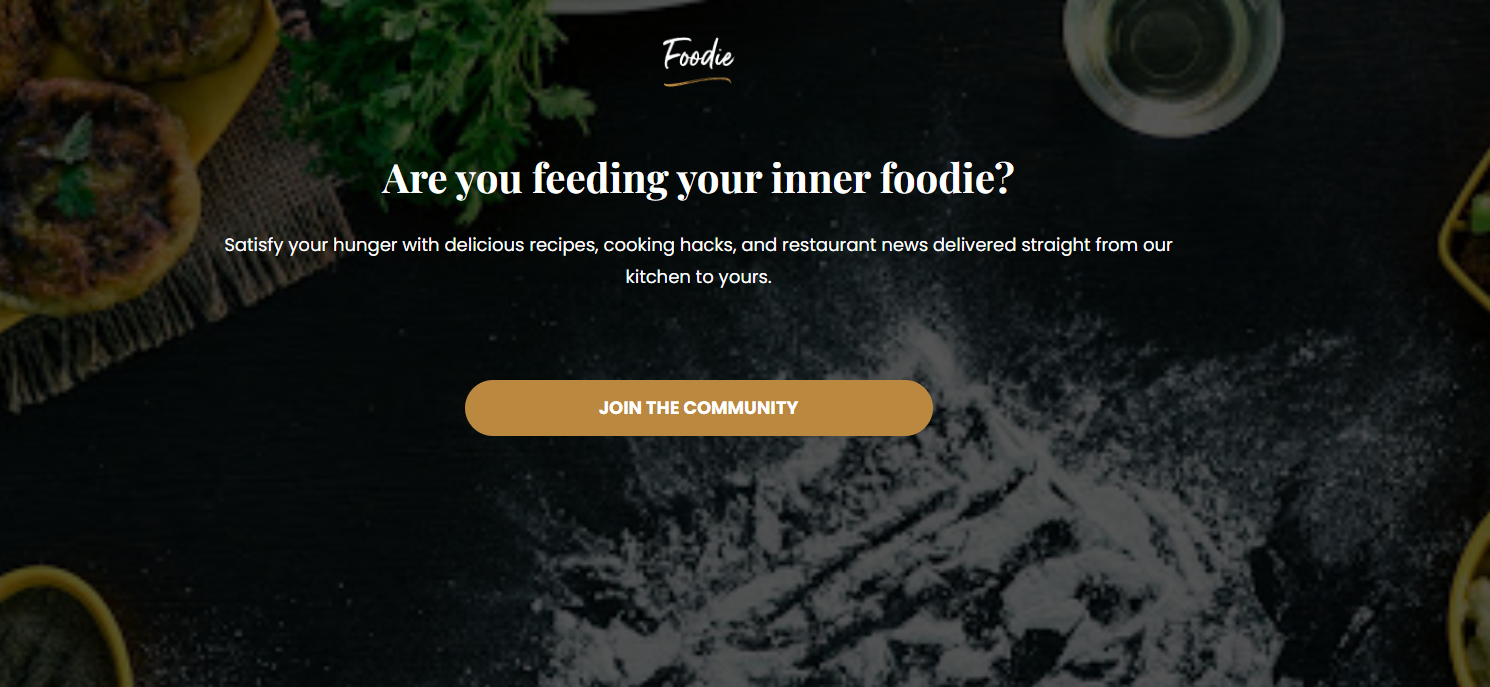 Foodie
Are you feeding your inner foodie?
Satisfy your hunger with delicious recipes, cooking hacks, and restaurant news delivered straight from our
kitchen to yours.
JOIN THE COMMUNITY